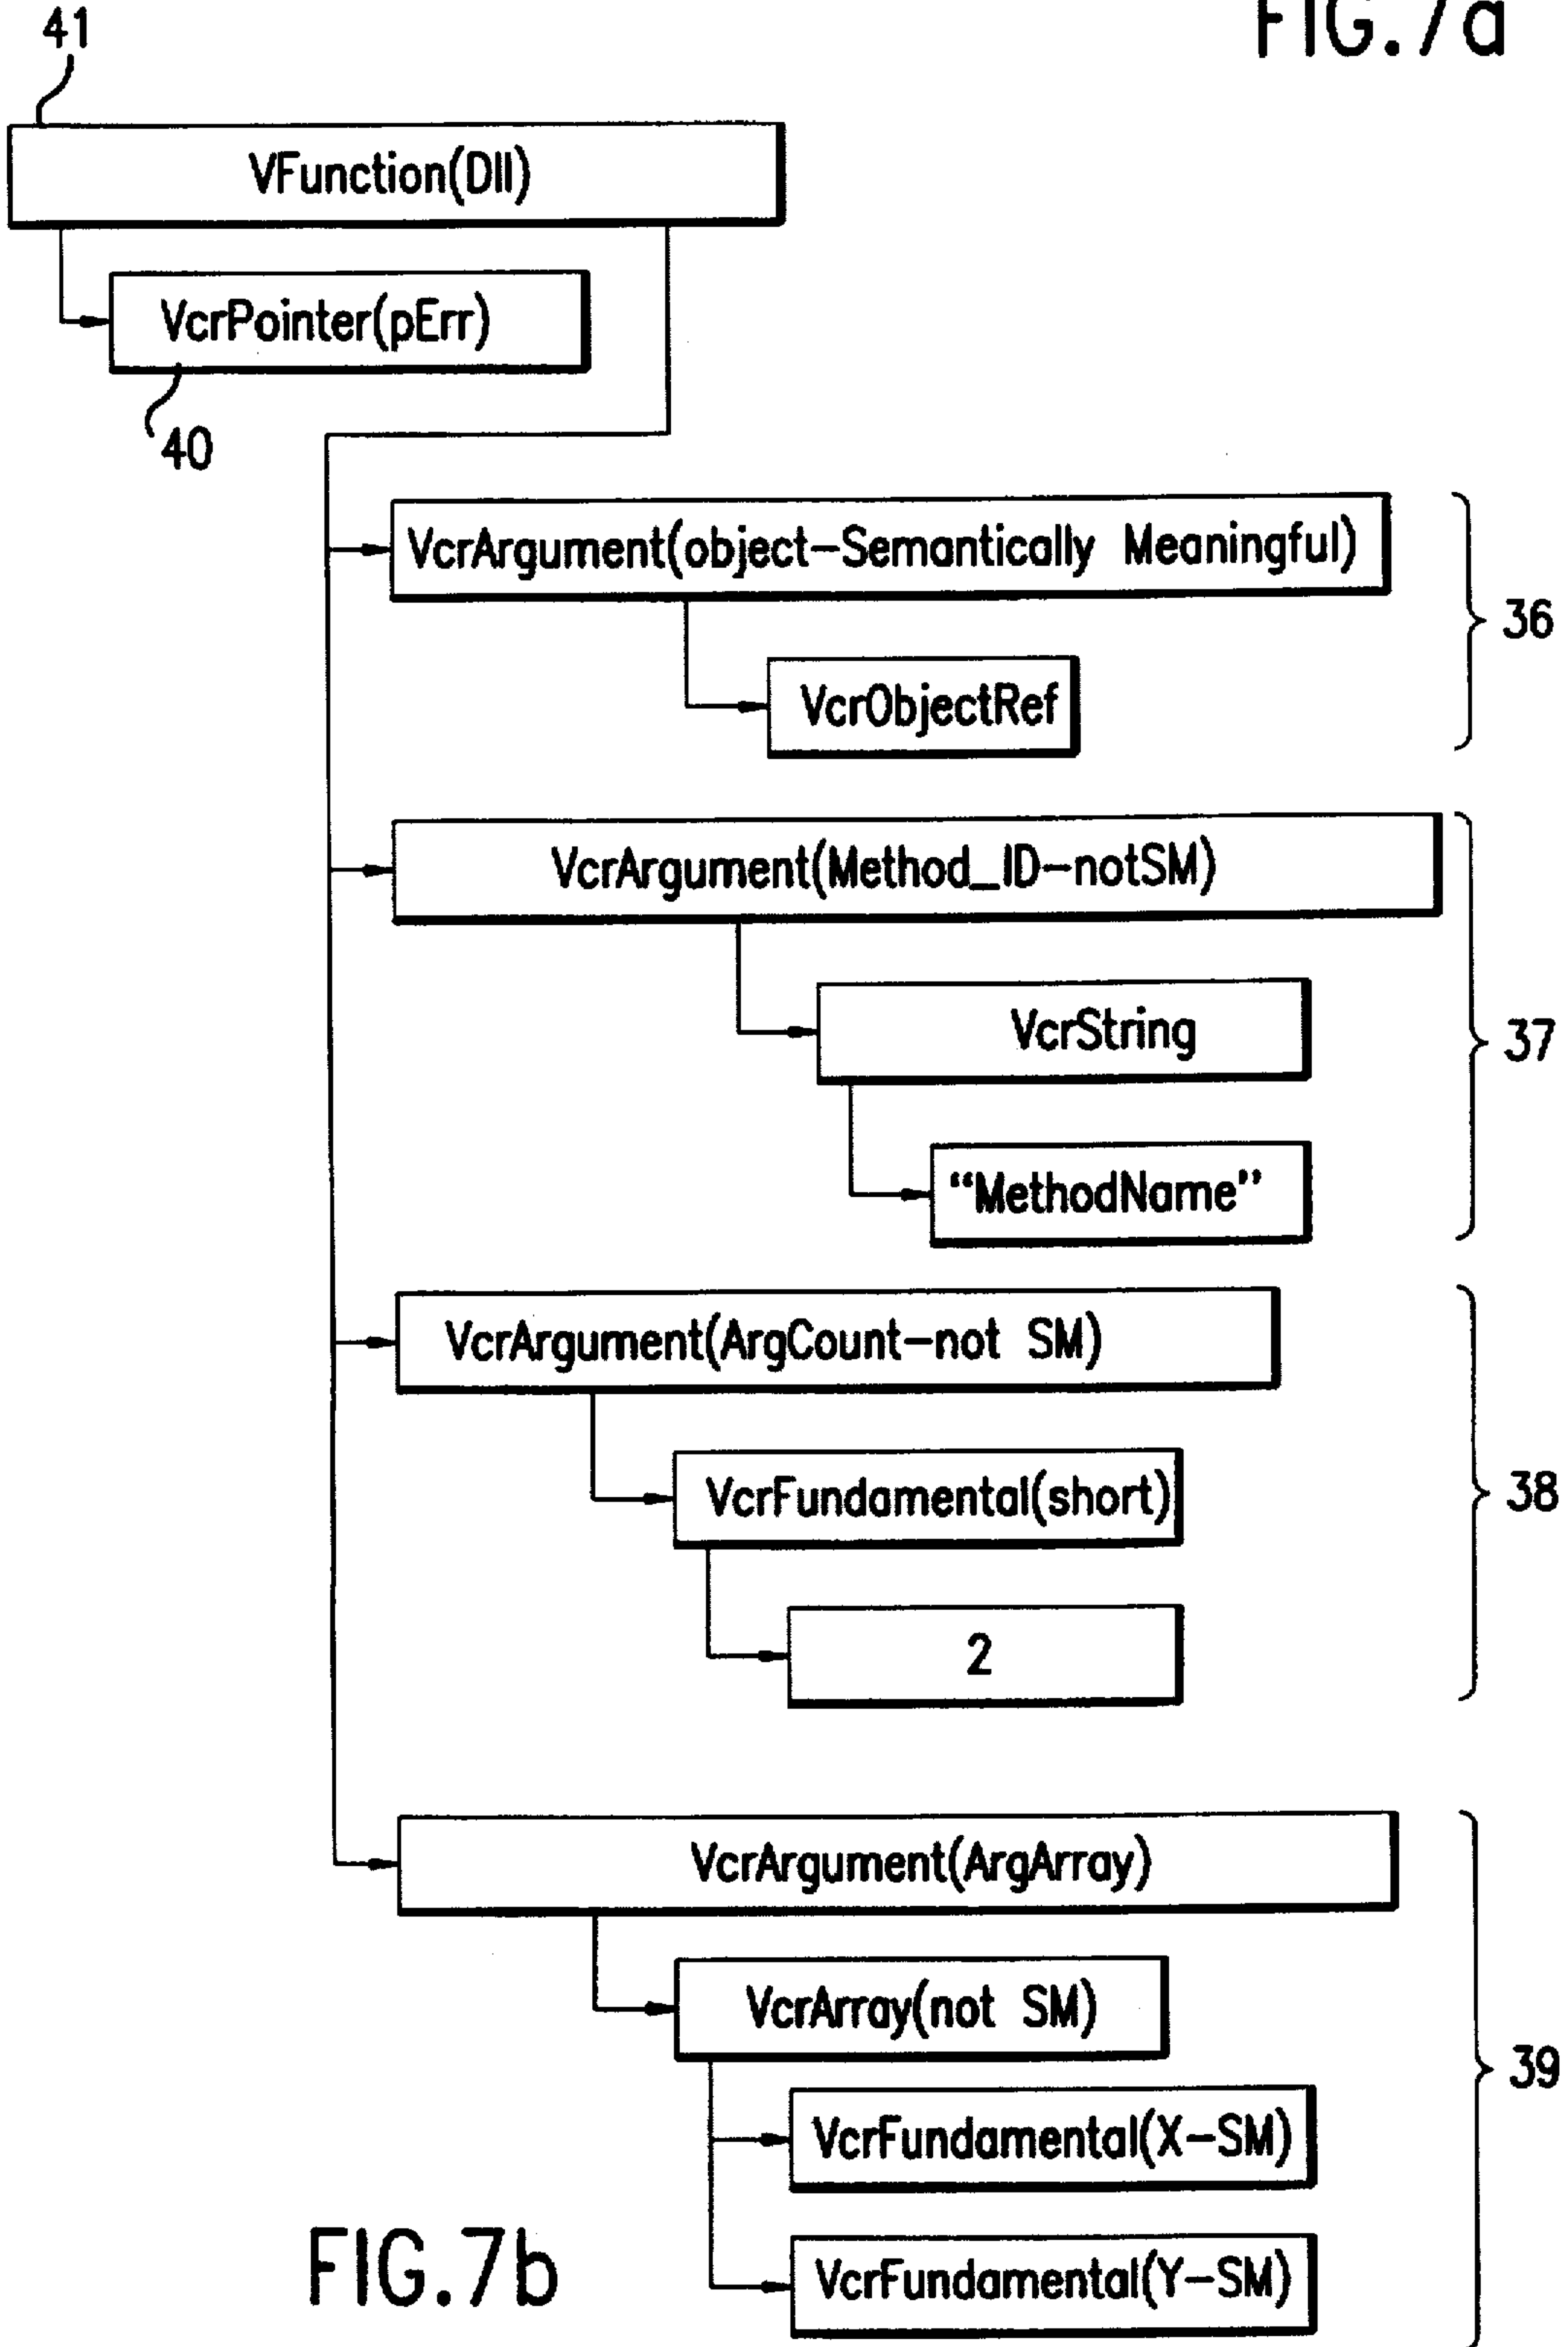 FIG.7a
41
VFunction(Dll)
VcrPointer(pErr)
40
VcrArgument(object-Semantically Meaningful)
36
VcrObjectRef
VcrArgument(Method_ID-notSM)
VcrString
37
“MethodName”
VcrArgument(ArgCount-not SM)
VcrFundamental(short)
38
2
VcrArgument(ArgArray)
VcrArray(not SM)
39
VcrFundamental(X-SM)
VcrFundamental(Y-SM)
FIG.7b